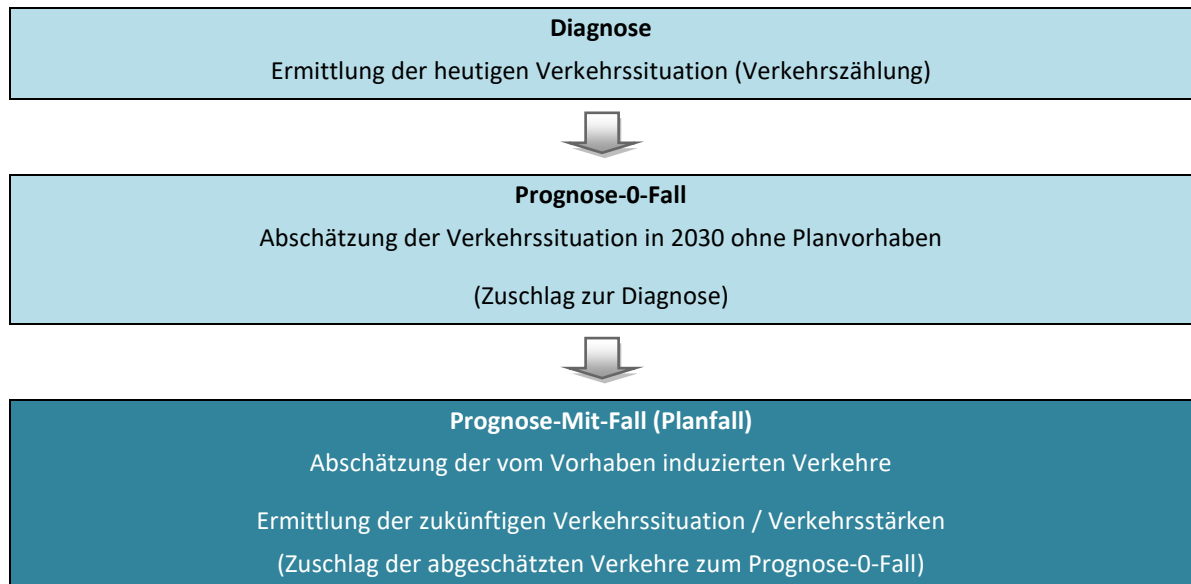 Diagnose
Ermittlung der heutigen Verkehrssituation (Verkehrszählung)
Prognose-0-Fall
Abschätzung der Verkehrssituation in 2030 ohne Planvorhaben
(Zuschlag zur Diagnose)
Prognose-Mit-Fall (Planfall)
Abschätzung der vom Vorhaben induzierten Verkehre
Ermittlung der zukünftigen Verkehrssituation / Verkehrsstärken
(Zuschlag der abgeschätzten Verkehre zum Prognose-0-Fall)